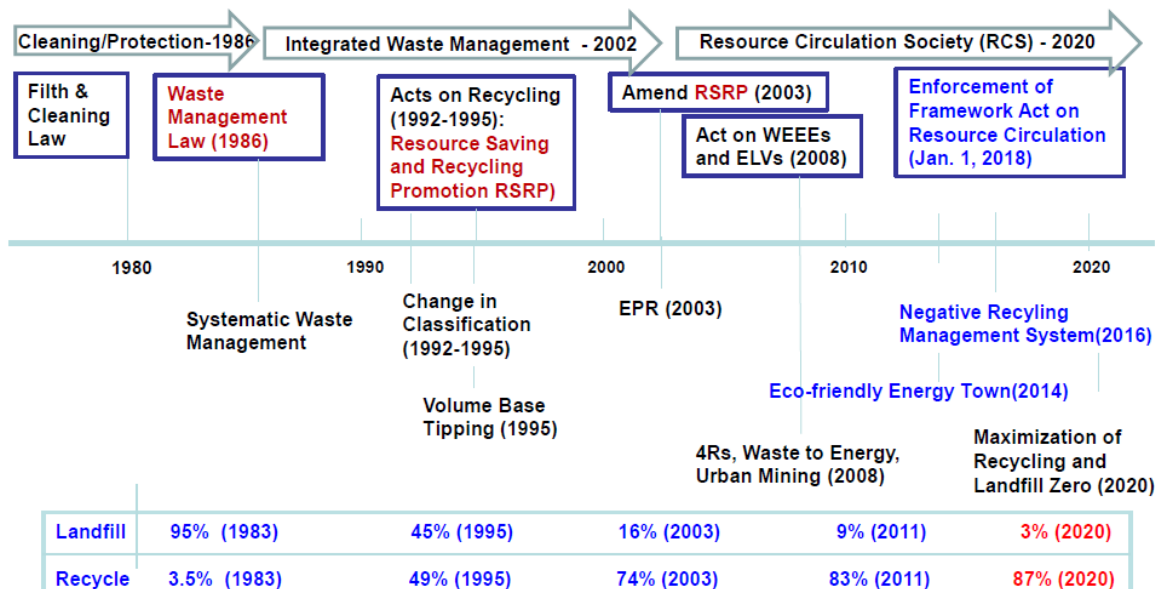 Cleaning/Protection-1986
Integrated Waste Management - 2002
Resource Circulation Society (RCS) - 2020
Filth &
Cleaning
Law
Waste
Management
Law (1986)
Acts on Recycling
(1992-1995):
Resource Saving
and Recycling
Promotion RSRP)
Amend RSRP (2003)
Act on WEEEs
and ELVs (2008)
Enforcement of
Framework Act on
Resource Circulation
(Jan. 1, 2018)
1980
1990
2000
2010
2020
Systematic Waste
Management
Change in
Classification
(1992-1995)
Volume Base
Tipping (1995)
EPR (2003)
Negative Recyling
Management System(2016)
Eco-friendly Energy Town(2014)
4Rs, Waste to Energy,
Urban Mining (2008)
Maximization of
Recycling and
Landfill Zero (2020)
Landfill 95% (1983) 45% (1995) 16% (2003) 9% (2011) 3% (2020)
Recycle 3.5% (1983) 49% (1995) 74% (2003) 83% (2011) 87% (2020)